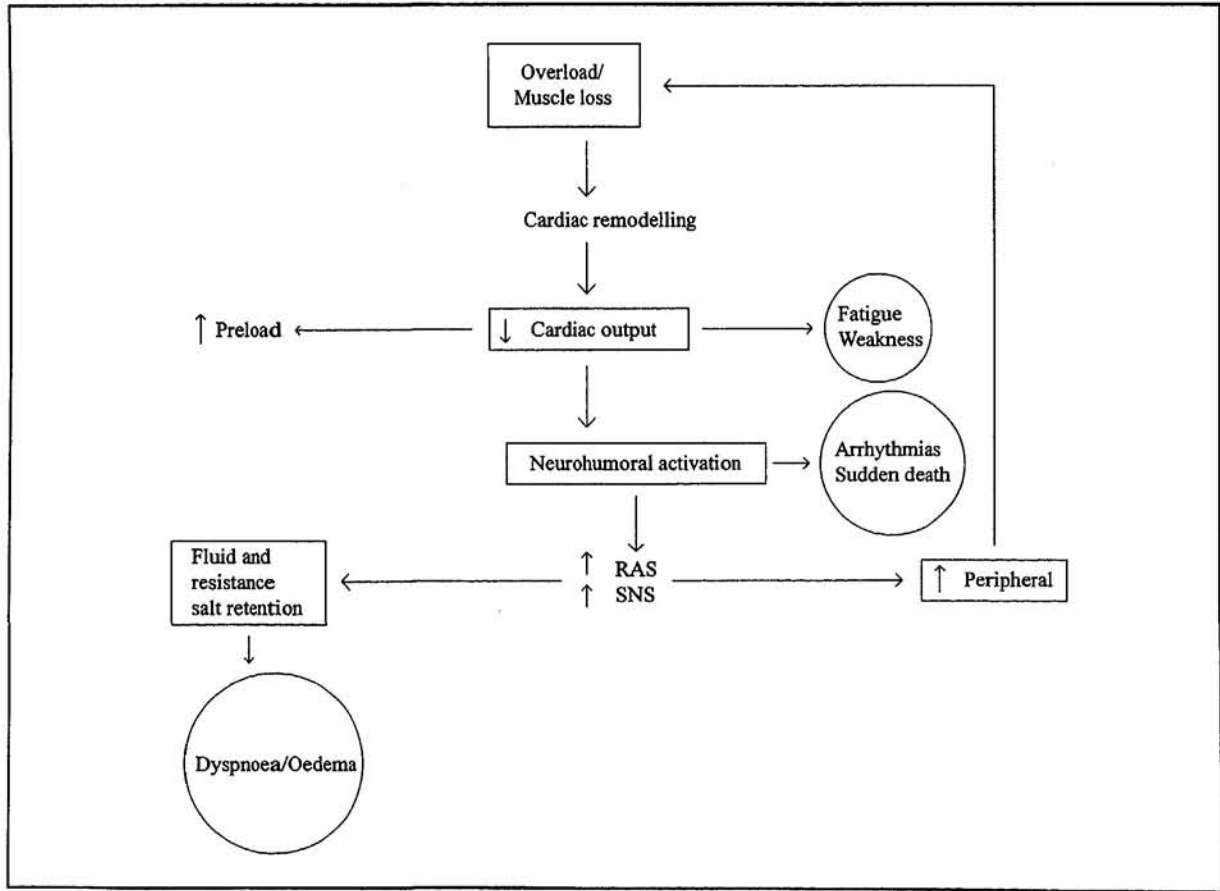 Overload/
Muscle loss
Cardiac remodelling
↑ Preload
↓ Cardiac output
Fatigue
Weakness
Neurohumoral activation
Arrhythmias
Sudden death
Fluid and
resistance
salt retention
↑ RAS
↑ SNS
↑ Peripheral
Dyspnoea/Oedema